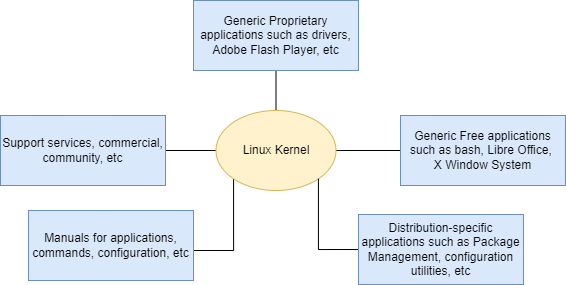 Generic Proprietary
applications such as drivers,
Adobe Flash Player, etc
Support services, commercial,
community, etc
Linux Kernel
Generic Free applications
such as bash, Libre Office,
X Window System
Manuals for applications,
commands, configuration, etc
Distribution-specific
applications such as Package
Management, configuration
utilities, etc